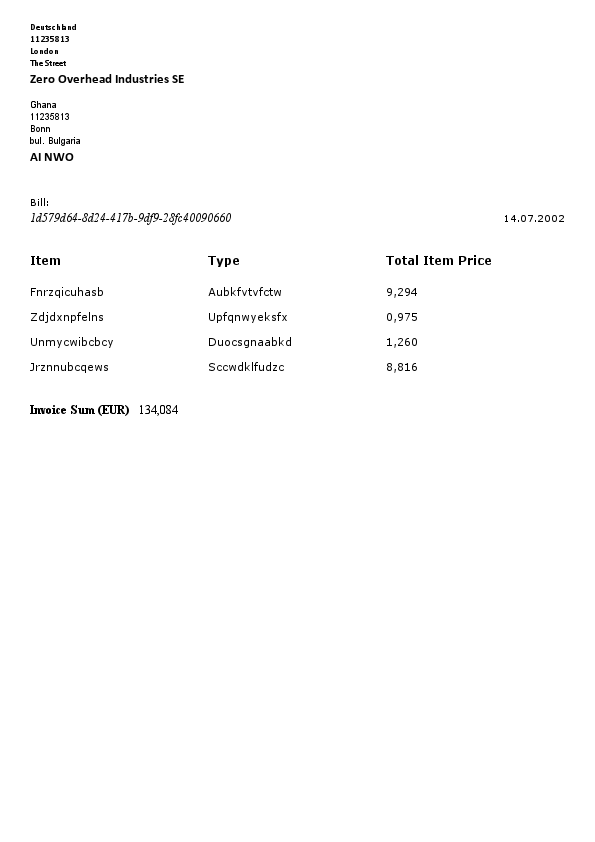 Deutschland
11235813
London
The Street
Zero Overhead Industries SE
Ghana
11235813
Bonn
bul. Bulgaria
AI NWO
Bill:
1d579d64-8d24-417b-9df9-28fc40090660 14.07.2002
Item Type Total Item Price
Fnrzqicuhasb Aubkfvtvfctw 9,294
Zdjdxnpfelns Upfqnwyeksfx 0,975
Unmycwibcbcy Duocsgnaabkd 1,260
Jrznnubcqews Sccwdklfudzc 8,816
Invoice Sum (EUR) 134,084